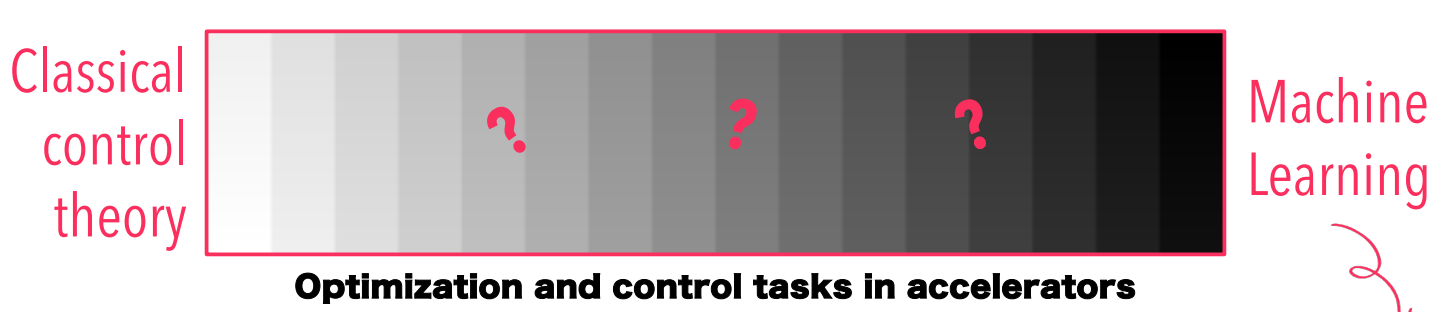 Classical
control
theory
? ? ?
Machine
Learning
Optimization and control tasks in accelerators